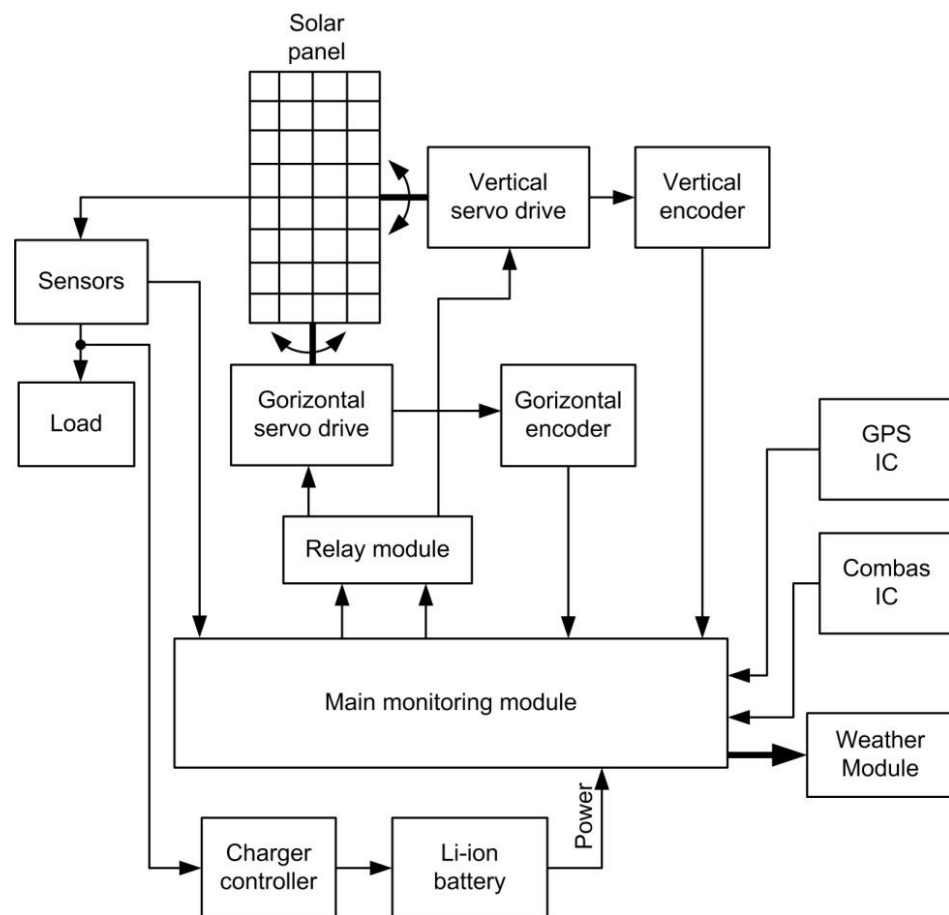 Solar
panel
Vertical
servo drive
Vertical
encoder
Sensors
Load
Gorizontal
servo drive
Gorizontal
encoder
GPS
IC
Relay module
Combas
IC
Main monitoring module
Weather
Module
Power
Charger
controller
Li-ion
battery